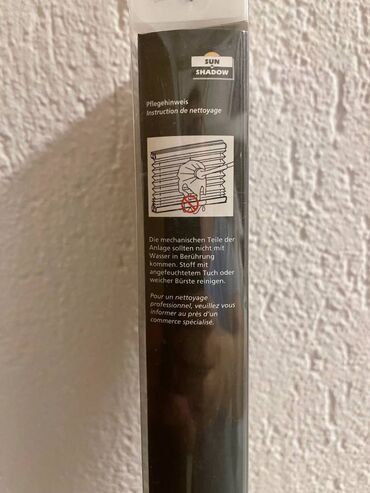 SUN
SHADOW
Pflegehinweis
Instruction de nettoyage
Die mechanischen Teile der
Anlage sollten nicht mit
Wasser in Berührung
kommen. Stoff mit
angefeuchtetem Tuch oder
weicher Bürste reinigen.
Pour un nettoyage
professionnel, veuillez vous
informer au près d'un
commerce spécialisé.